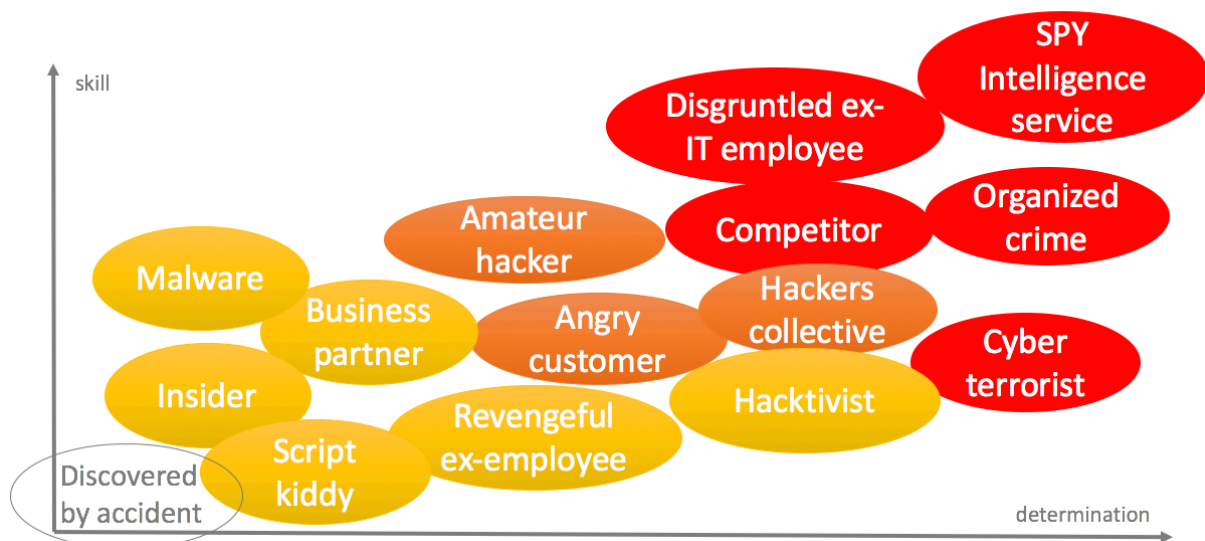 SPY
Intelligence
service
skill
Disgruntled ex-
IT employee
Organized
crime
Amateur
hacker
Competitor
Malware
Hackers
collective
Business
partner
Angry
customer
Cyber
terrorist
Insider
Hacktivist
Revengeful
ex-employee
Script
kiddy
Discovered
by accident
determination